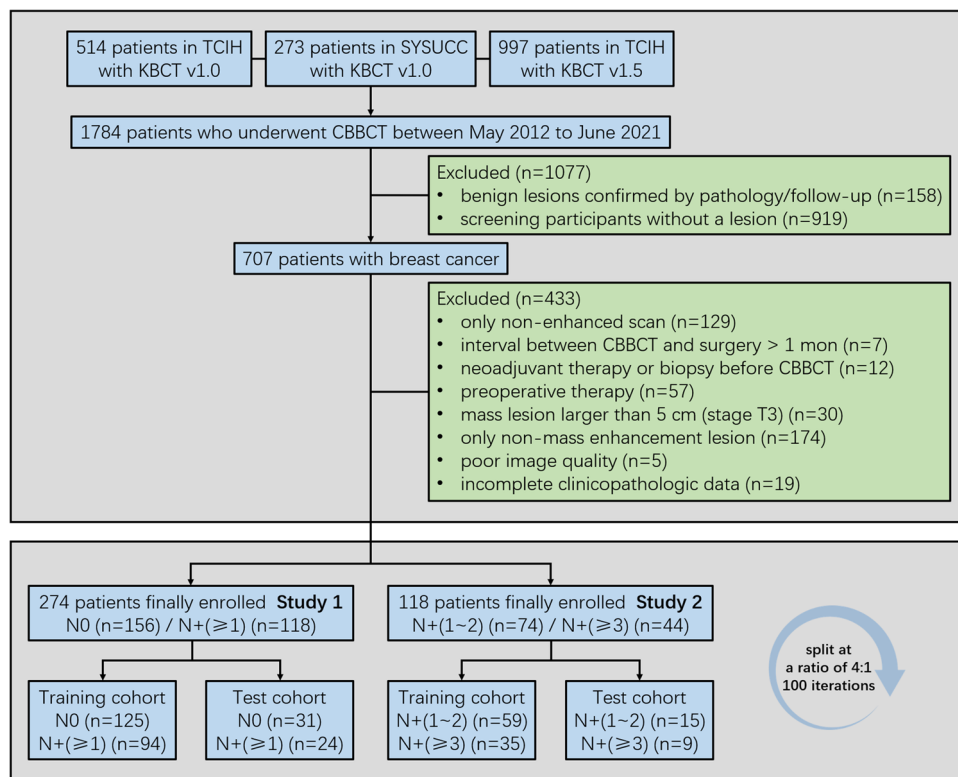 514 patients in TCIH
with KBCT v1.0
273 patients in SYSUCC
with KBCT v1.0
997 patients in TCIH
with KBCT v1.5
1784 patients who underwent CBBCT between May 2012 to June 2021
Excluded (n=1077)
• benign lesions confirmed by pathology/follow-up (n=158)
• screening participants without a lesion (n=919)
707 patients with breast cancer
Excluded (n=433)
• only non-enhanced scan (n=129)
• interval between CBBCT and surgery > 1 mon (n=7)
• neoadjuvant therapy or biopsy before CBBCT (n=12)
• preoperative therapy (n=57)
• mass lesion larger than 5 cm (stage T3) (n=30)
• only non-mass enhancement lesion (n=174)
• poor image quality (n=5)
• incomplete clinicopathologic data (n=19)
274 patients finally enrolled Study 1
N0 (n=156) / N+(≥1) (n=118)
118 patients finally enrolled Study 2
N+(1~2) (n=74) / N+(≥3) (n=44)
Training cohort
N0 (n=125)
N+(≥1) (n=94)
Test cohort
N0 (n=31)
N+(≥1) (n=24)
Training cohort
N+(1~2) (n=59)
N+(≥3) (n=35)
Test cohort
N+(1~2) (n=15)
N+(≥3) (n=9)
split at
a ratio of 4:1
100 iterations